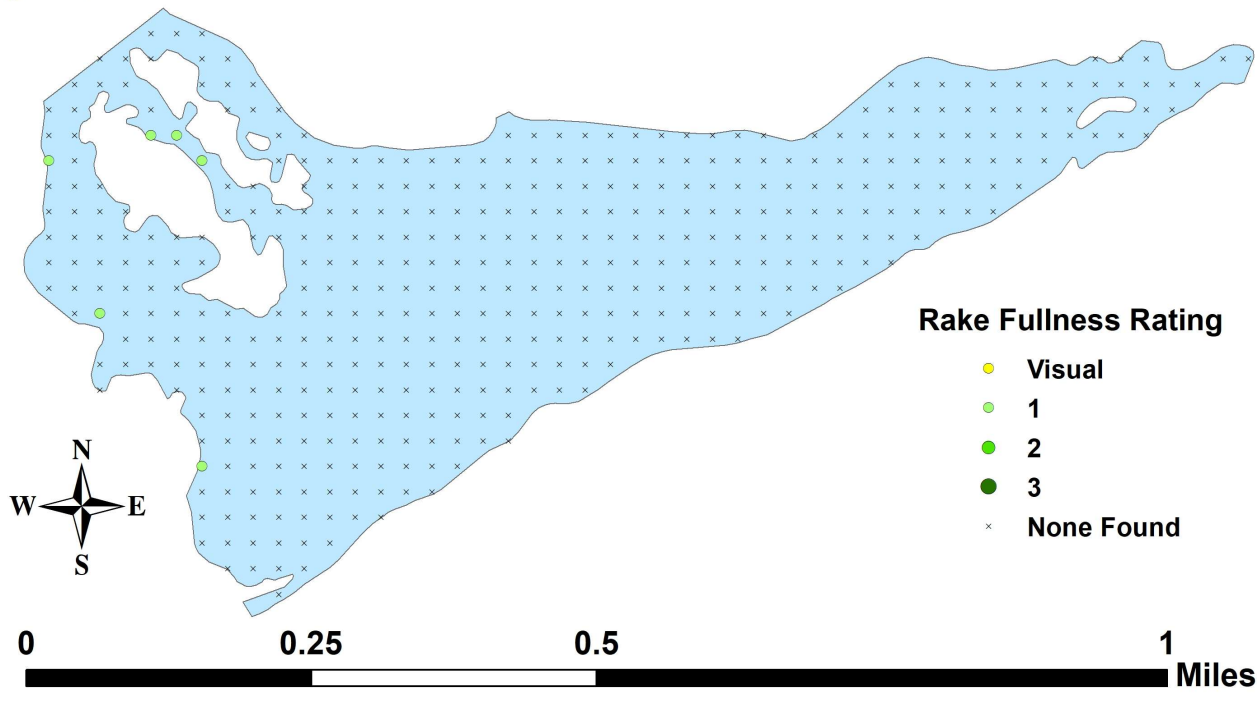 Rake Fullness Rating
Visual
1
2
3
None Found
N
W E
S
0 0.25 0.5 1
Miles